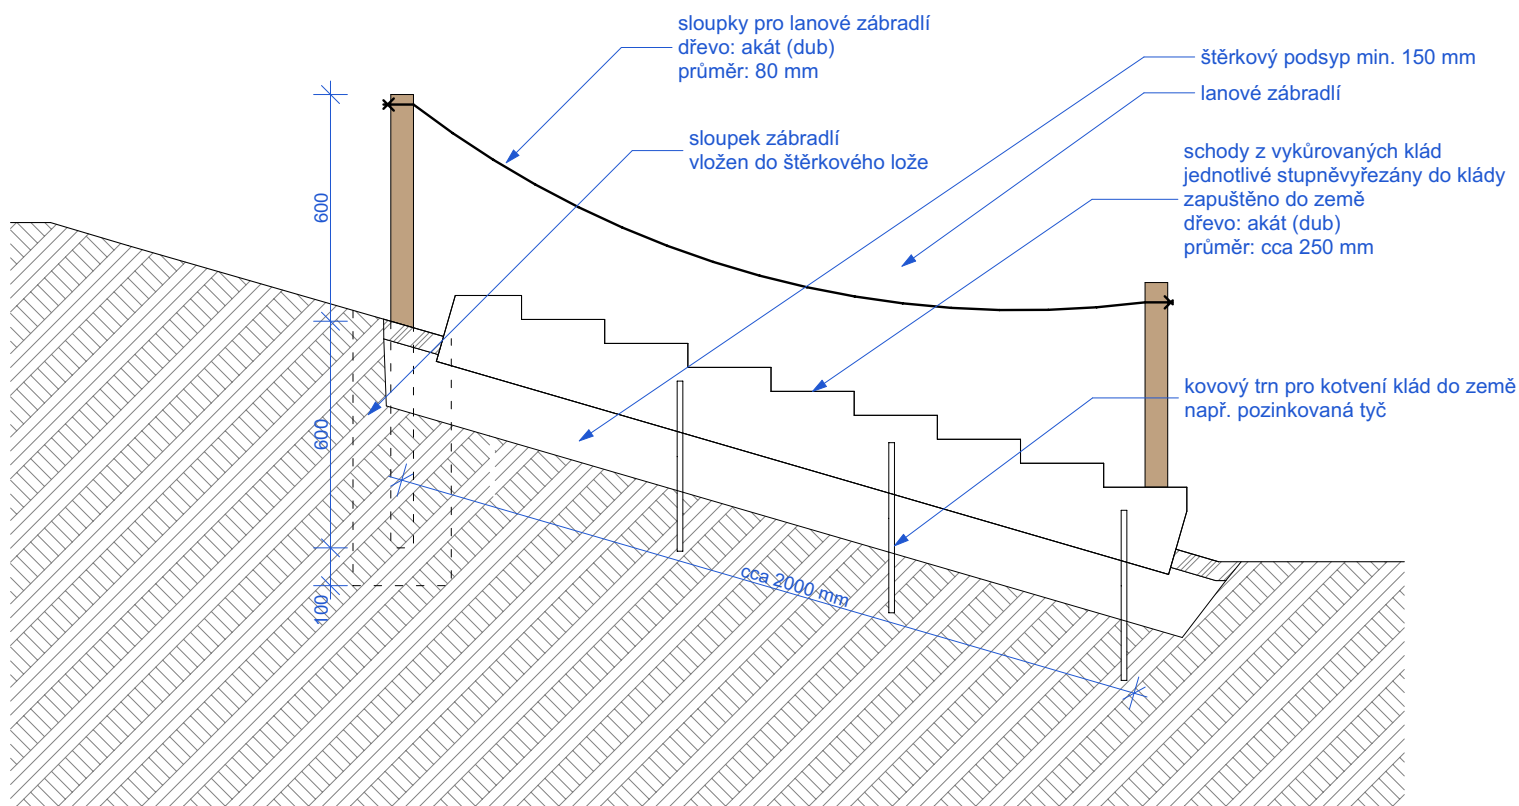 sloupky pro lanové zábradlí
dřevo: akát (dub)
průměr: 80 mm
štěrkový podsyp min. 150 mm
lanové zábradlí
sloupek zábradlí
vložen do štěrkového lože
schody z vykůrovaných klád
jednotlivé stupněvyřezány do klády
zapuštěno do země
dřevo: akát (dub)
průměr: cca 250 mm
600
kovový trn pro kotvení klád do země
např. pozinkovaná tyč
600
cca 2000 mm
100